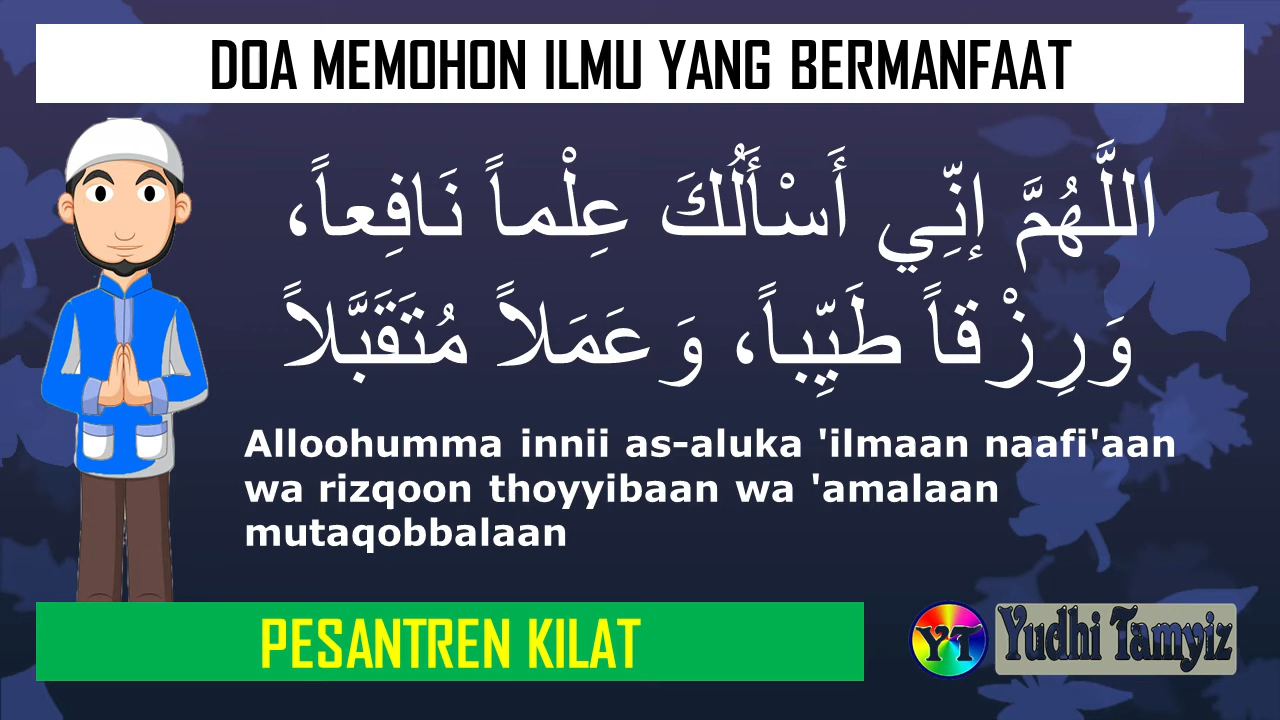 DOA MEMOHON ILMU YANG BERMANFAAT
اللَّهُمَّ إِنِّي أَسْأَلُكَ عِلْماً نَافِعاً،
وَرِزْقاً طَيِّباً، وَعَمَلاً مُتَقَبَّلاً
Alloohumma innii as-aluka 'ilmaan naafi'aan
wa rizqoon thoyyibaan wa 'amalaan
mutaqobbalaan
PESANTREN KILAT
YT Yudhi Tamyiz